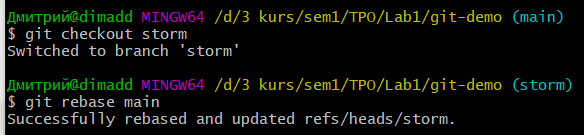 Дмитрий@dimadd MINGW64 /d/3 kurs/sem1/TPO/Lab1/git-demo (main)
$ git checkout storm
Switched to branch 'storm'
Дмитрий@dimadd MINGW64 /d/3 kurs/sem1/TPO/Lab1/git-demo (storm)
$ git rebase main
Successfully rebased and updated refs/heads/storm.